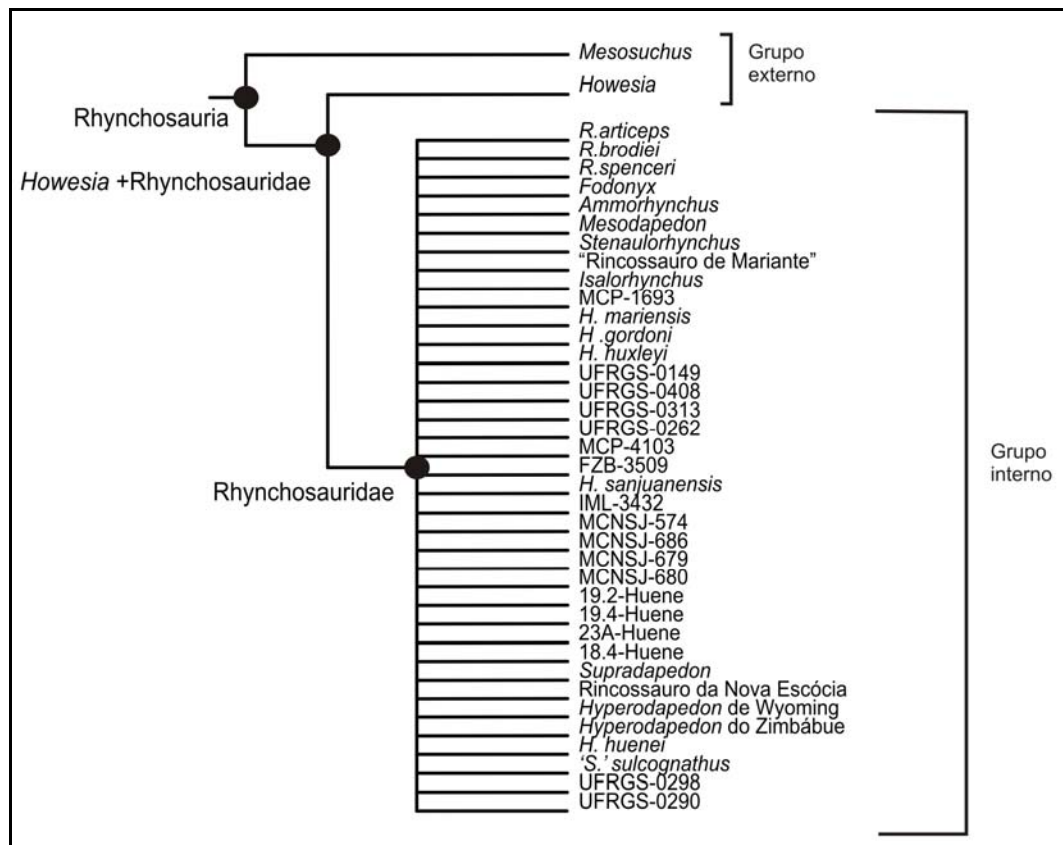 Mesosuchus
Grupo
externo
Howesia
Rhynchosauria
R.articeps
R.brodiei
Howesia +Rhynchosauridae
R.spenceri
Fodonyx
Ammorhynchus
Mesodapedon
Stenaulorhynchus
“Rincossauro de Mariante”
Isalorhynchus
MCP-1693
H. mariensis
H .gordoni
H. huxleyi
UFRGS-0149
UFRGS-0408
UFRGS-0313
UFRGS-0262
MCP-4103
Grupo
interno
FZB-3509
Rhynchosauridae
H. sanjuanensis
IML-3432
MCNSJ-574
MCNSJ-686
MCNSJ-679
MCNSJ-680
19.2-Huene
19.4-Huene
23A-Huene
18.4-Huene
Supradapedon
Rincossauro da Nova Escócia
Hyperodapedon de Wyoming
Hyperodapedon do Zimbábue
H. huenei
‘S.’ sulcognathus
UFRGS-0298
UFRGS-0290